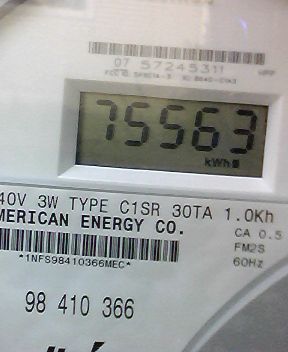 07 57245311
75563
kWh
40V 3W TYPE C1SR 30TA 1.0Kh
MERICAN ENERGY CO.
CA 0.5
FM2S
60Hz
*1NFS98410366MEC*
98 410 366